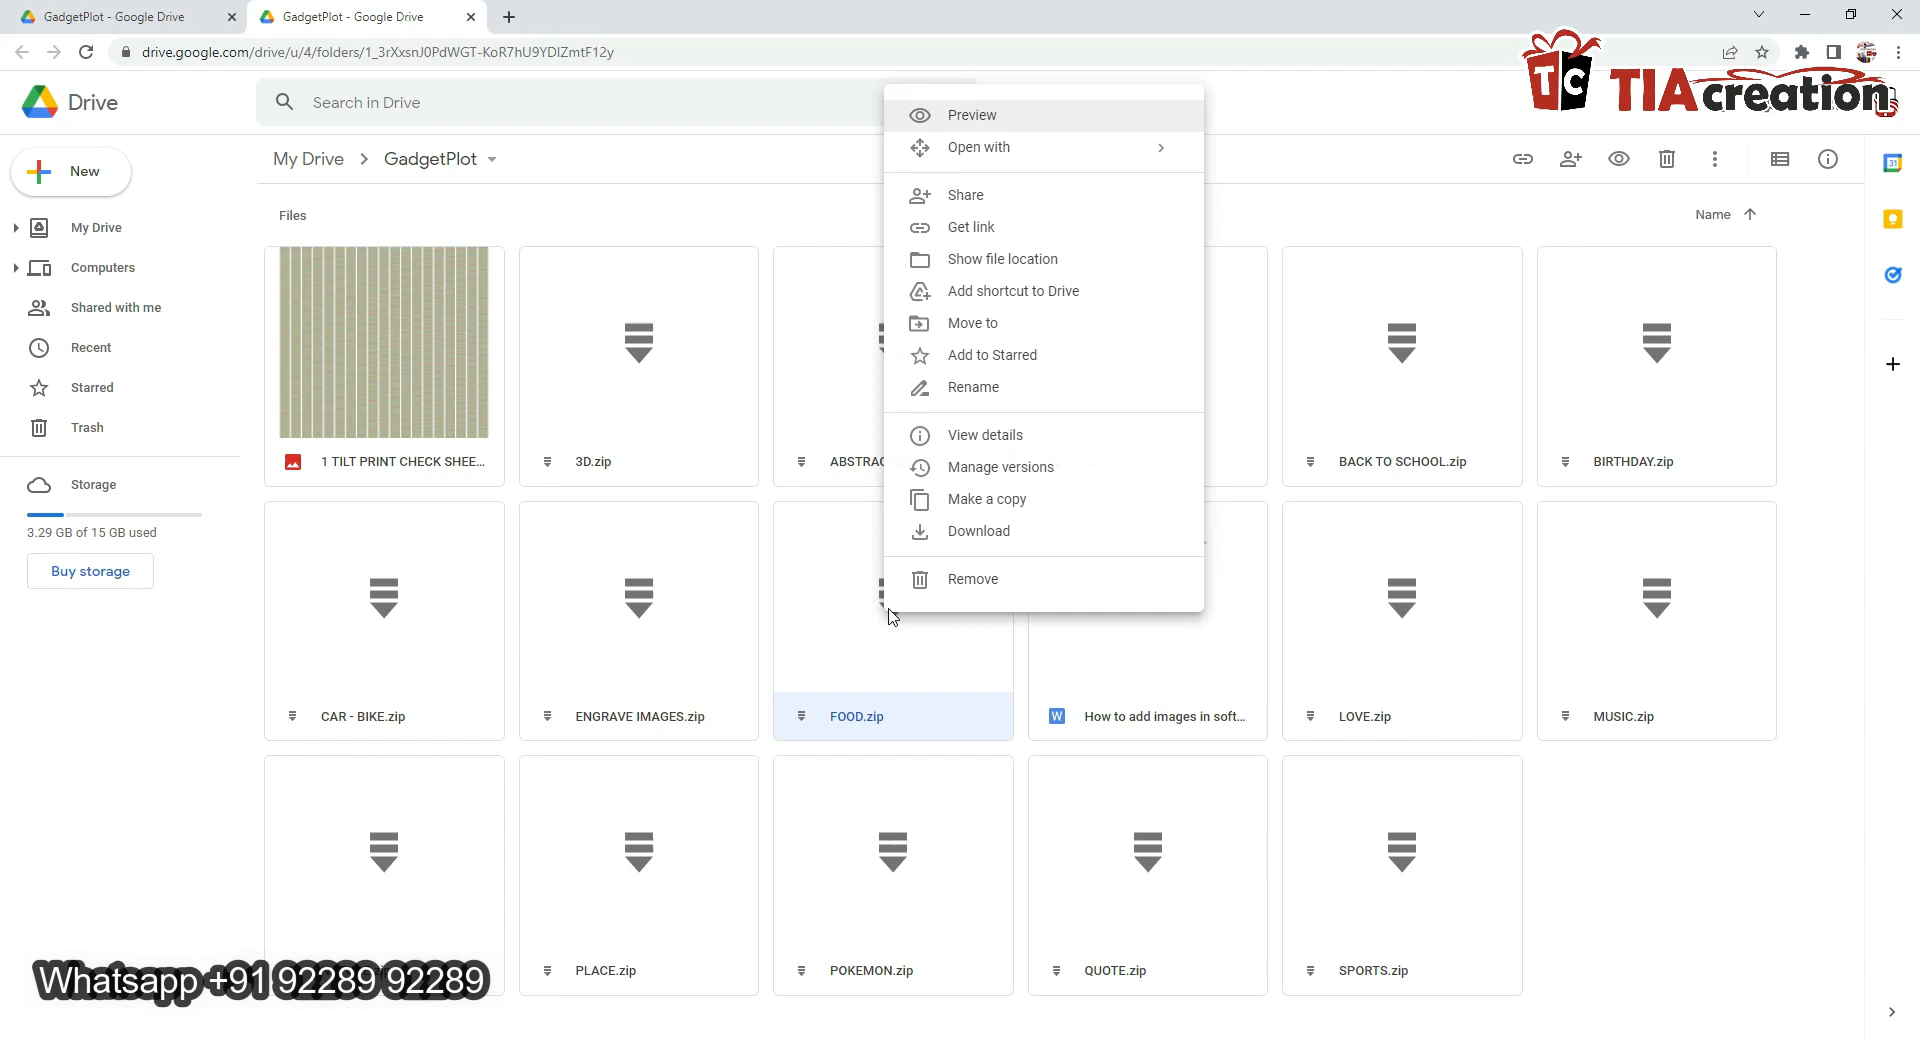 GadgetPlot - Google Drive
GadgetPlot - Google Drive
drive.google.com/drive/u/4/folders/1_3rXxsnJ0PdWGT-KoR7hU9YDIZmtF12y
TC TIAcreation
Drive
Search in Drive
New
My Drive
Computers
Shared with me
Recent
Starred
Trash
Storage
3.29 GB of 15 GB used
Buy storage
My Drive > GadgetPlot
Files
Name
31
Preview
Open with
Share
Get link
Show file location
Add shortcut to Drive
Move to
Add to Starred
Rename
View details
Manage versions
Make a copy
Download
Remove
1 TILT PRINT CHECK SHEE...
3D.zip
ABSTRAC
BACK TO SCHOOL.zip
BIRTHDAY.zip
CAR - BIKE.zip
ENGRAVE IMAGES.zip
FOOD.zip
W How to add images in soft...
LOVE.zip
MUSIC.zip
PLACE.zip
POKEMON.zip
QUOTE.zip
SPORTS.zip
Whatsapp +91 92289 92289